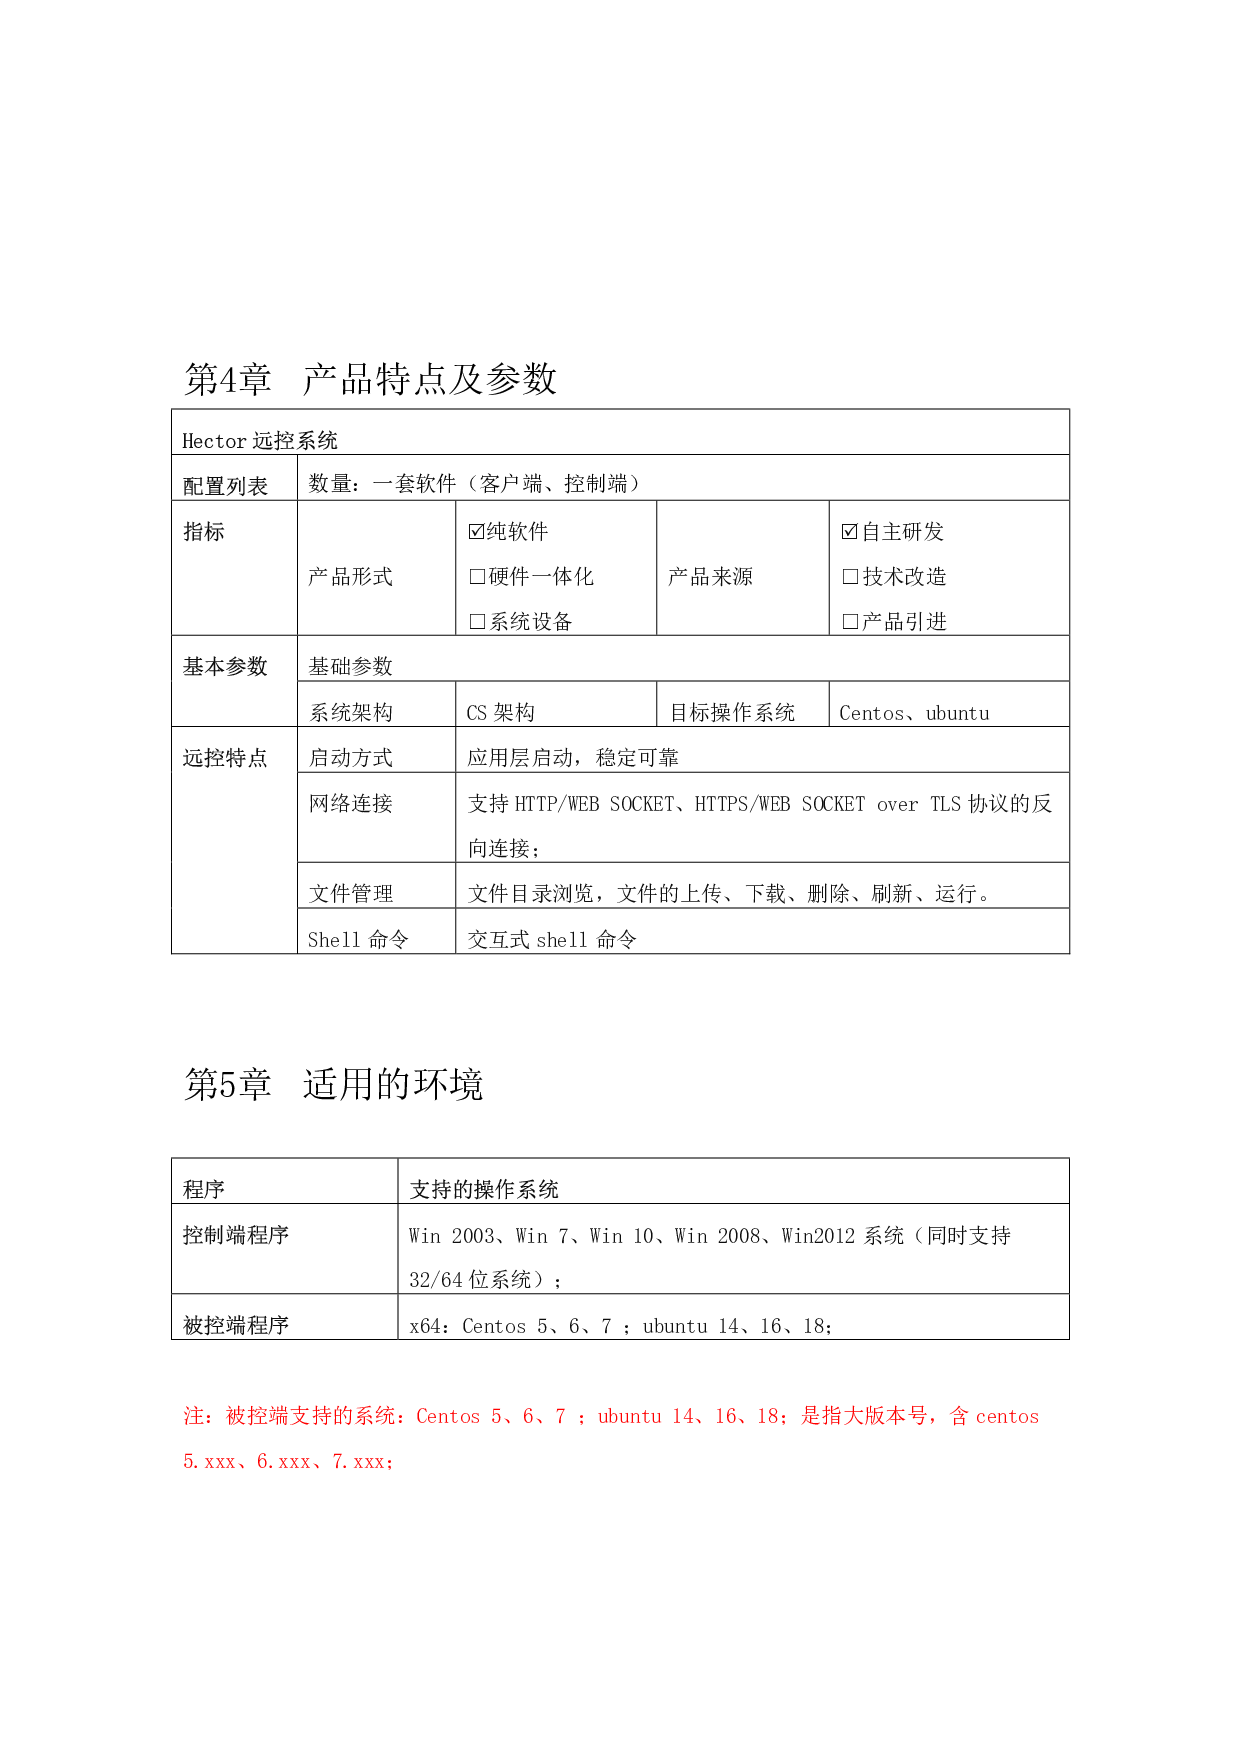 第4章 产品特点及参数
Hector 远控系统
配置列表 数量：一套软件（客户端、控制端）
指标 产品形式 ☑纯软件 □硬件一体化 □系统设备 产品来源 ☑自主研发 □技术改造 □产品引进
基本参数 基础参数
系统架构 CS 架构 目标操作系统 Centos、ubuntu
远控特点 启动方式 应用层启动，稳定可靠
网络连接 支持 HTTP/WEB SOCKET、HTTPS/WEB SOCKET over TLS 协议的反
向连接；
文件管理 文件目录浏览，文件的上传、下载、删除、刷新、运行。
Shell 命令 交互式 shell 命令
第5章 适用的环境
程序 支持的操作系统
控制端程序 Win 2003、Win 7、Win 10、Win 2008、Win2012 系统（同时支持
32/64 位系统）；
被控端程序 x64：Centos 5、6、7 ；ubuntu 14、16、18；
注：被控端支持的系统：Centos 5、6、7 ；ubuntu 14、16、18；是指大版本号，含 centos
5.xxx、6.xxx、7.xxx；